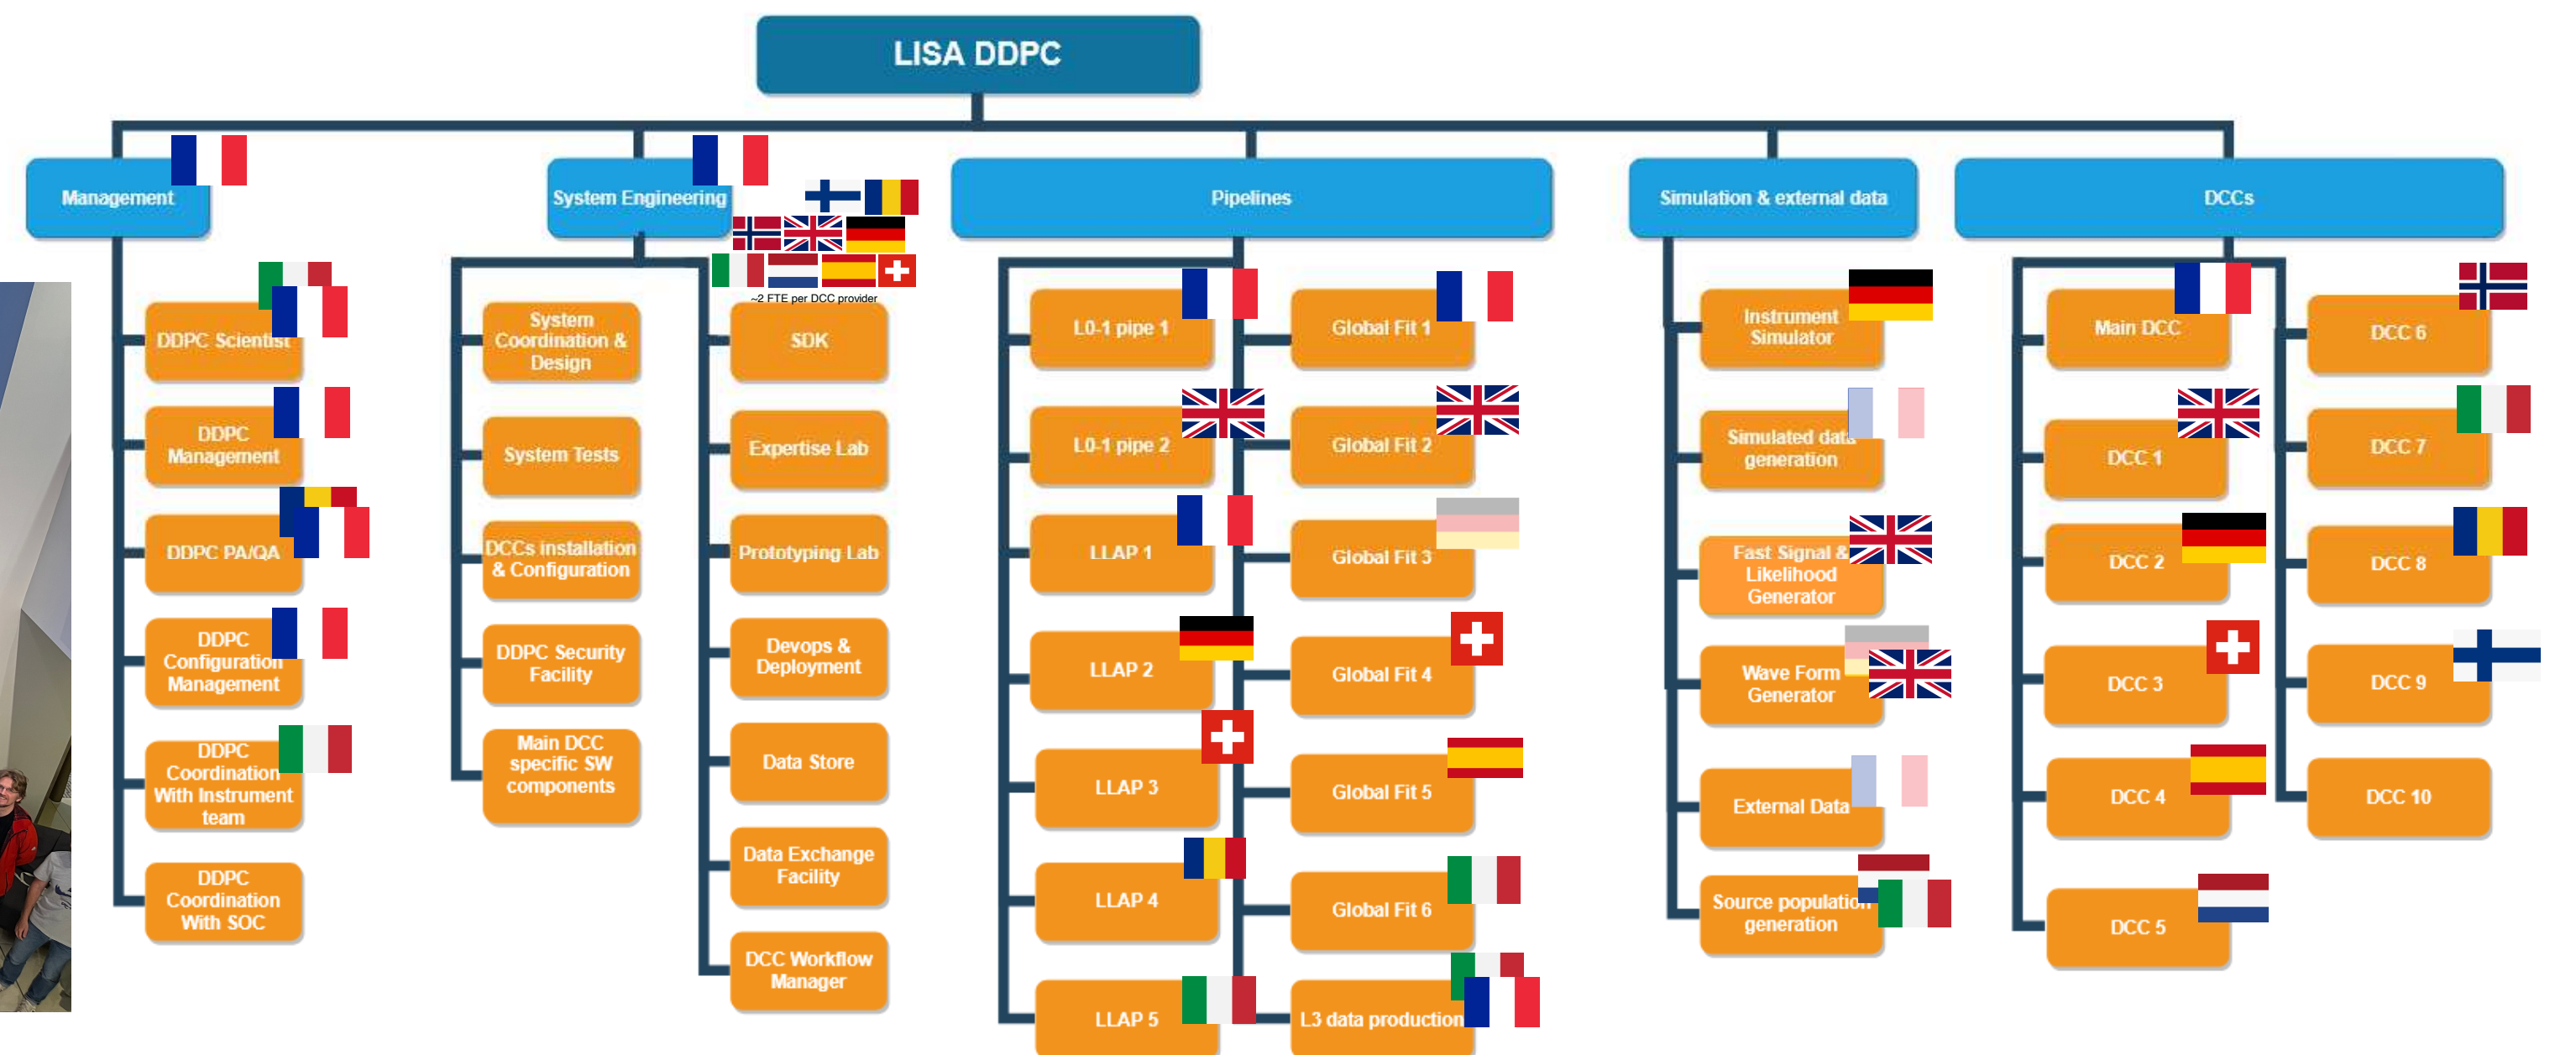 LISA DDPC
Management
System Engineering
~2 FTE per DCC provider
Pipelines
Simulation & external data
DCCs
DDPC Scientist
DDPC
Management
DDPC PA/QA
DDPC
Configuration
Management
DDPC
Coordination
With Instrument
team
DDPC
Coordination
With SOC
System
Coordination &
Design
System Tests
DCCs installation
& Configuration
DDPC Security
Facility
Main DCC
specific SW
components
SDK
Expertise Lab
Prototyping Lab
Devops &
Deployment
Data Store
Data Exchange
Facility
DCC Workflow
Manager
L0-1 pipe 1
L0-1 pipe 2
LLAP 1
LLAP 2
LLAP 3
LLAP 4
LLAP 5
Global Fit 1
Global Fit 2
Global Fit 3
Global Fit 4
Global Fit 5
Global Fit 6
L3 data production
Instrument
Simulator
Simulated data
generation
Fast Signal &
Likelihood
Generator
Wave Form
Generator
External Data
Source population
generation
Main DCC
DCC 1
DCC 2
DCC 3
DCC 4
DCC 5
DCC 6
DCC 7
DCC 8
DCC 9
DCC 10